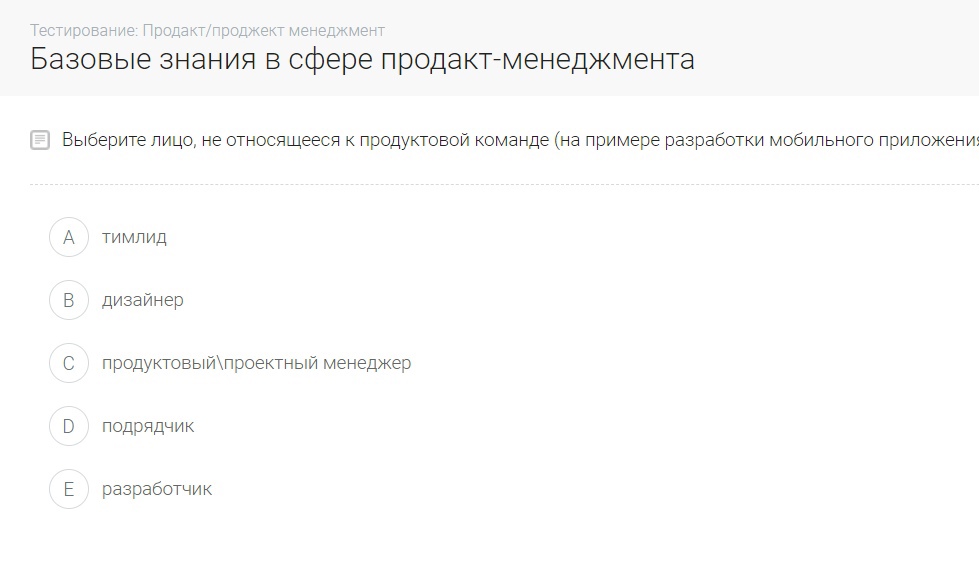 Тестирование: Продакт/проджект менеджмент
Базовые знания в сфере продакт-менеджмента
Выберите лицо, не относящееся к продуктовой команде (на примере разработки мобильного приложения
A тимлид
B дизайнер
C продуктовый\проектный менеджер
D подрядчик
E разработчик